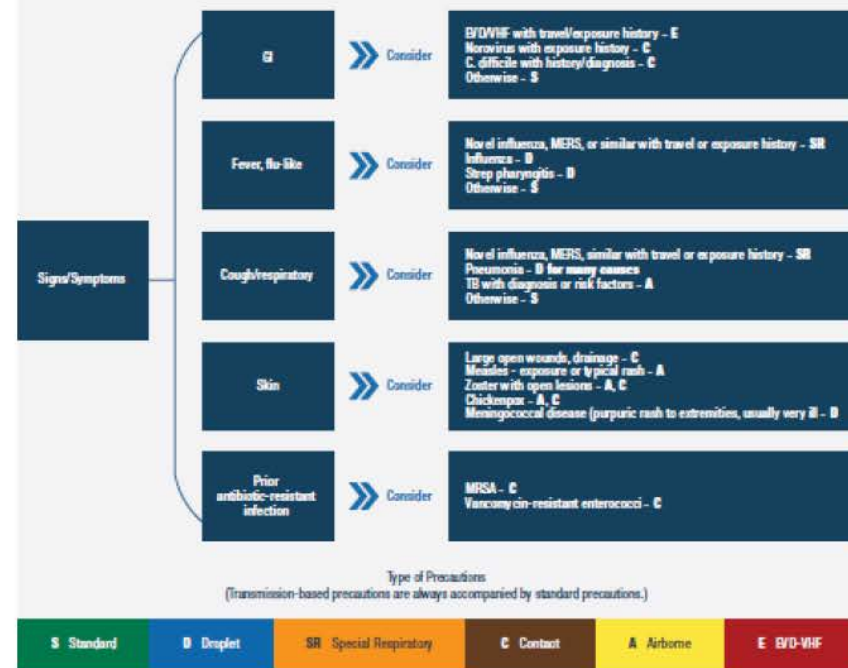 Signs/Symptoms
GI
Consider
EVD/VHF with travel/exposure history – E
Norovirus with exposure history – C
C. difficile with history/diagnosis – C
Otherwise – S
Fever, flu-like
Consider
Novel influenza, MERS, or similar with travel or exposure history – SR
Influenza – D
Strep pharyngitis – D
Otherwise – S
Cough/respiratory
Consider
Novel influenza, MERS, similar with travel or exposure history – SR
Pneumonia – D for many causes
TB with diagnosis or risk factors – A
Otherwise – S
Skin
Consider
Large open wounds, drainage – C
Measles - exposure or typical rash – A
Zoster with open lesions – A, C
Chickenpox – A, C
Meningococcal disease (purpuric rash to extremities, usually very ill – D
Prior
antibiotic-resistant
infection
Consider
MRSA – C
Vancomycin-resistant enterococci – C
Type of Precautions
(Transmission-based precautions are always accompanied by standard precautions.)
S Standard
D Droplet
SR Special Respiratory
C Contact
A Airborne
E EVD-VHF